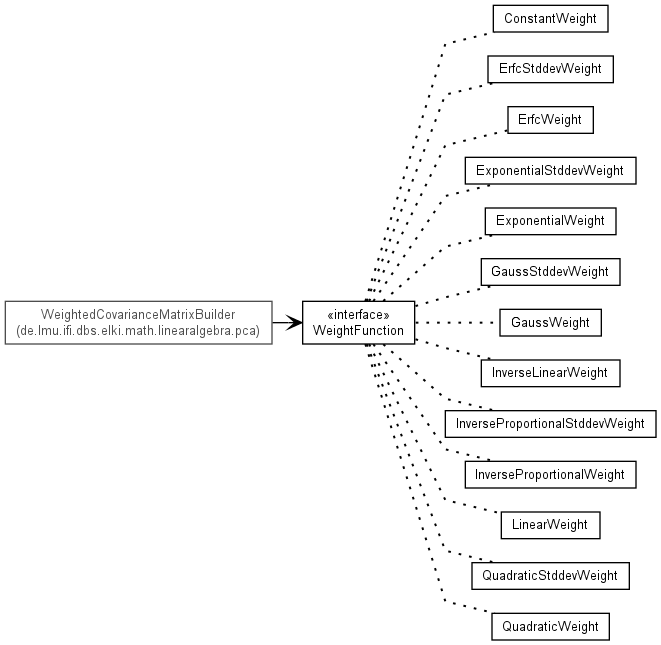 ConstantWeight
ErfcStddevWeight
ErfcWeight
ExponentialStddevWeight
ExponentialWeight
GaussStddevWeight
WeightedCovarianceMatrixBuilder
(de.lmu.ifi.dbs.elki.math.linearalgebra.pca)
«interface»
WeightFunction
GaussWeight
InverseLinearWeight
InverseProportionalStddevWeight
InverseProportionalWeight
LinearWeight
QuadraticStddevWeight
QuadraticWeight